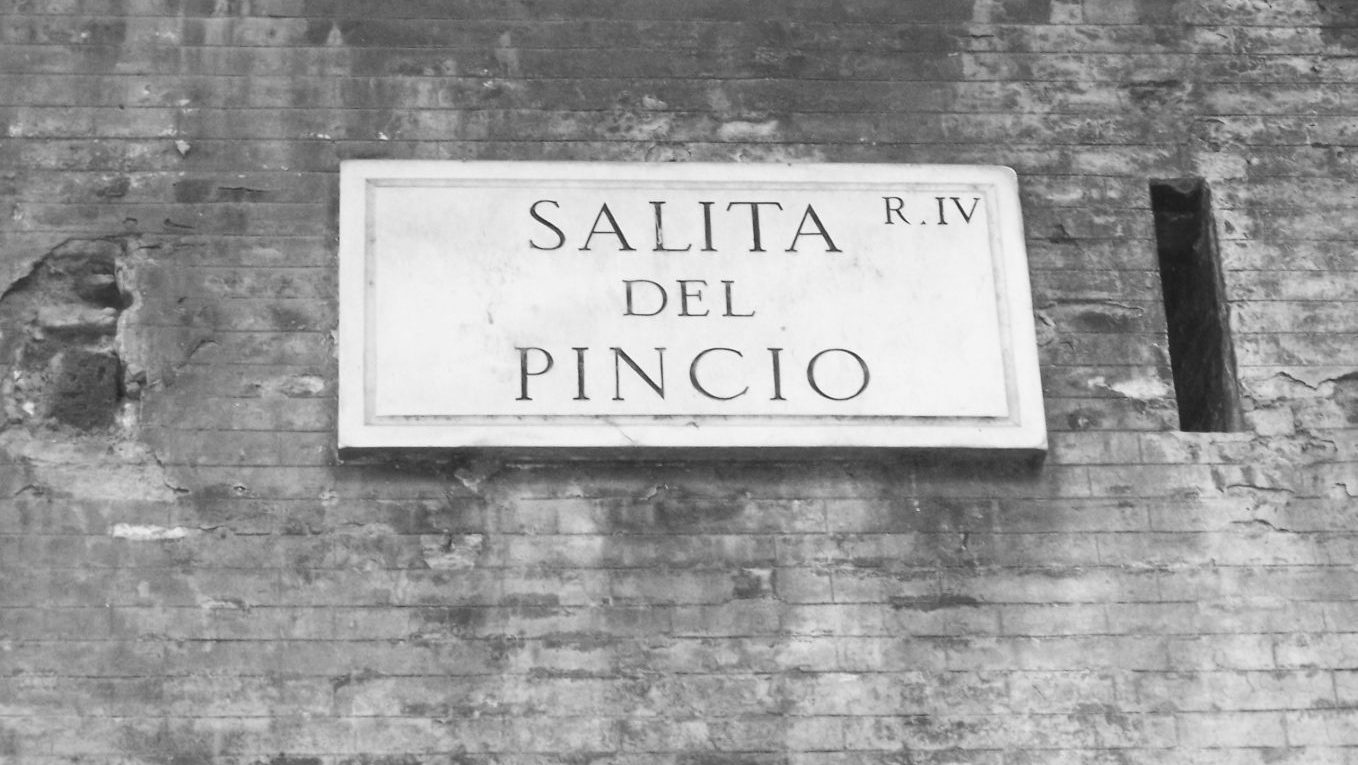 SALITA R.IV
DEL
PINCIO